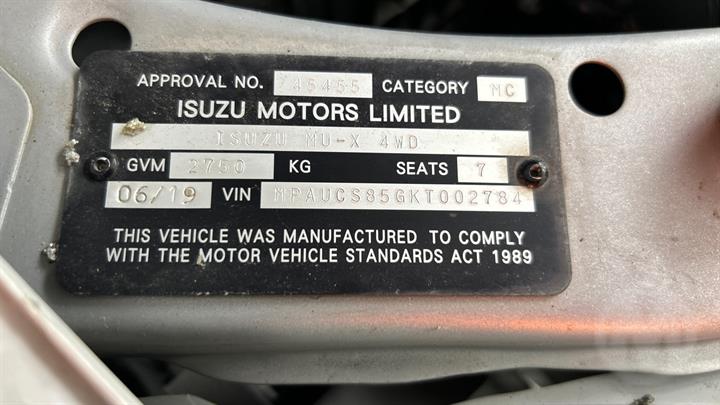 APPROVAL NO. 45455 CATEGORY MC
ISUZU MOTORS LIMITED
ISUZU MU-X 4WD
GVM 2750 KG SEATS 7
06/19 VIN MPAUCS85GKT002784
THIS VEHICLE WAS MANUFACTURED TO COMPLY
WITH THE MOTOR VEHICLE STANDARDS ACT 1989